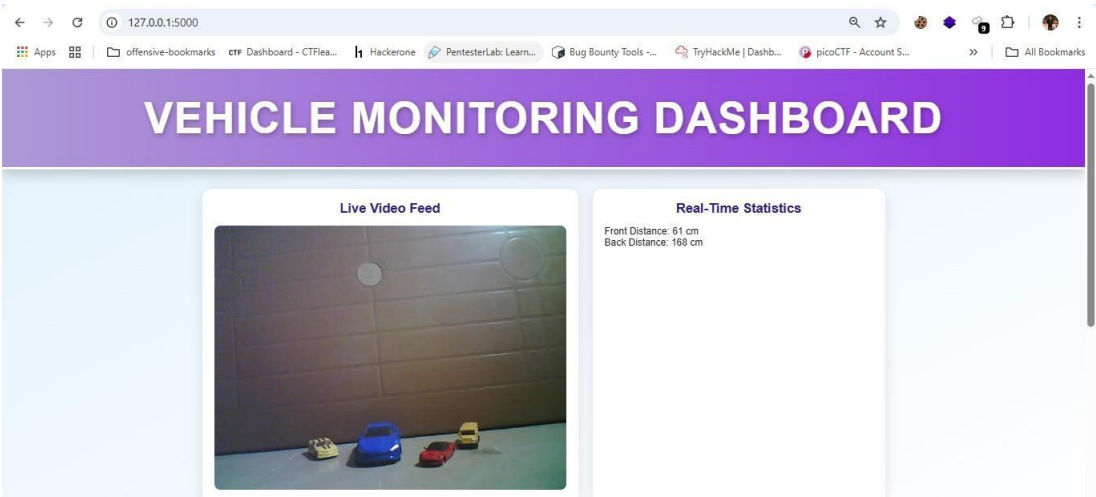 127.0.0.1:5000
9
Apps offensive-bookmarks CTF Dashboard - CTFlea... Hackerone PentesterLab: Learn... Bug Bounty Tools -... TryHackMe | Dashb... picoCTF - Account S... » All Bookmarks
VEHICLE MONITORING DASHBOARD
Live Video Feed
Real-Time Statistics
Front Distance: 61 cm
Back Distance: 168 cm